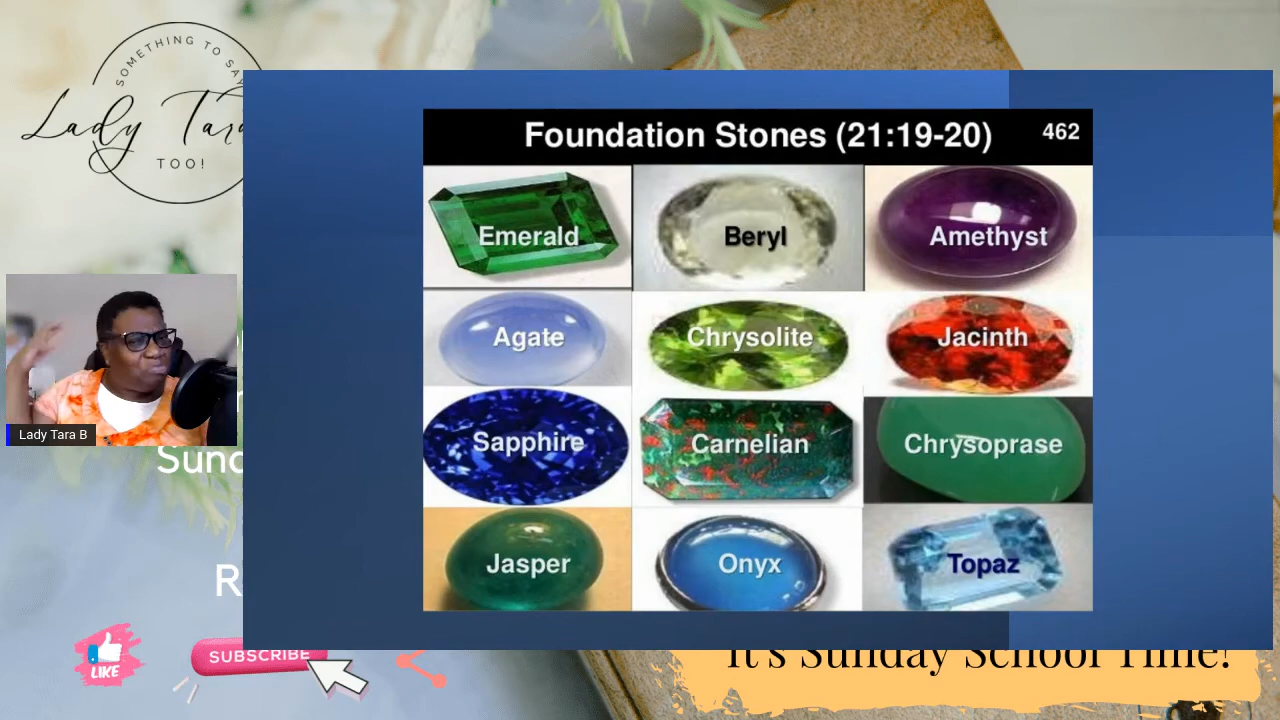 SOMETHING TO SAY
Lady Tara
TOO!
Foundation Stones (21:19-20)
462
Emerald
Beryl
Amethyst
Agate
Chrysolite
Jacinth
Sapphire
Carnelian
Chrysoprase
Jasper
Onyx
Topaz
Lady Tara B
Sund
R
LIKE
SUBSCRIBE
It's Sunday School Time!